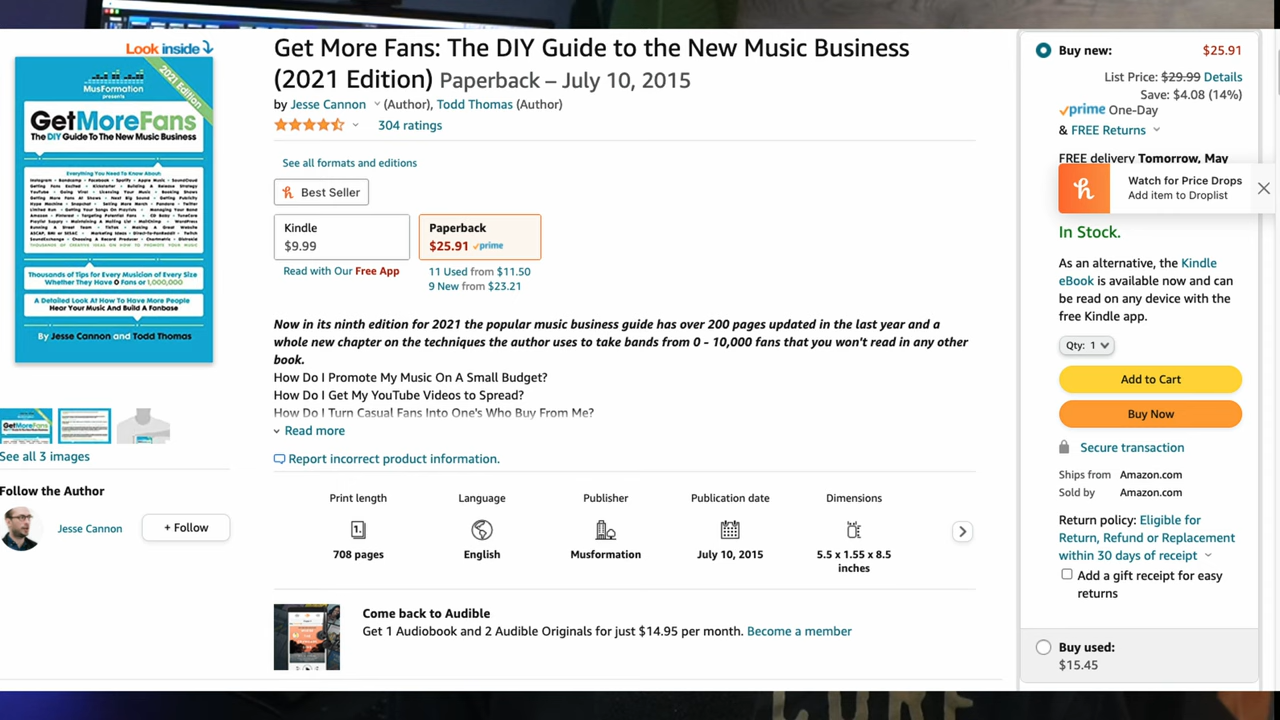 Look inside
2021 Edition
MusFormation
presents
GetMoreFans
The DIY Guide To The New Music Business
Everything You Need To Know About:
Thousands of Tips for Every Musician of Every Size
Whether They Have 0 Fans or 1,000,000
A Detailed Look At How To Have More People
Hear Your Music And Build A Fanbase
By Jesse Cannon and Todd Thomas
See all 3 images
Follow the Author
Jesse Cannon
+ Follow
Get More Fans: The DIY Guide to the New Music Business
(2021 Edition) Paperback – July 10, 2015
by Jesse Cannon (Author), Todd Thomas (Author)
304 ratings
See all formats and editions
Best Seller
Kindle
$9.99
Read with Our Free App
Paperback
$25.91 prime
11 Used from $11.50
9 New from $23.21
Now in its ninth edition for 2021 the popular music business guide has over 200 pages updated in the last year and a
whole new chapter on the techniques the author uses to take bands from 0 - 10,000 fans that you won't read in any other
book.
How Do I Promote My Music On A Small Budget?
How Do I Get My YouTube Videos to Spread?
How Do I Turn Casual Fans Into One's Who Buy From Me?
Read more
Report incorrect product information.
Print length
708 pages
Language
English
Publisher
Musformation
Publication date
July 10, 2015
Dimensions
5.5 x 1.55 x 8.5
inches
Come back to Audible
Get 1 Audiobook and 2 Audible Originals for just $14.95 per month. Become a member
Buy new:
$25.91
List Price: $29.99 Details
Save: $4.08 (14%)
prime One-Day
& FREE Returns
FREE delivery Tomorrow, May
Watch for Price Drops
Add item to Droplist
In Stock.
As an alternative, the Kindle
eBook is available now and can
be read on any device with the
free Kindle app.
Qty: 1
Add to Cart
Buy Now
Secure transaction
Ships from Amazon.com
Sold by Amazon.com
Return policy: Eligible for
Return, Refund or Replacement
within 30 days of receipt
Add a gift receipt for easy
returns
Buy used:
$15.45